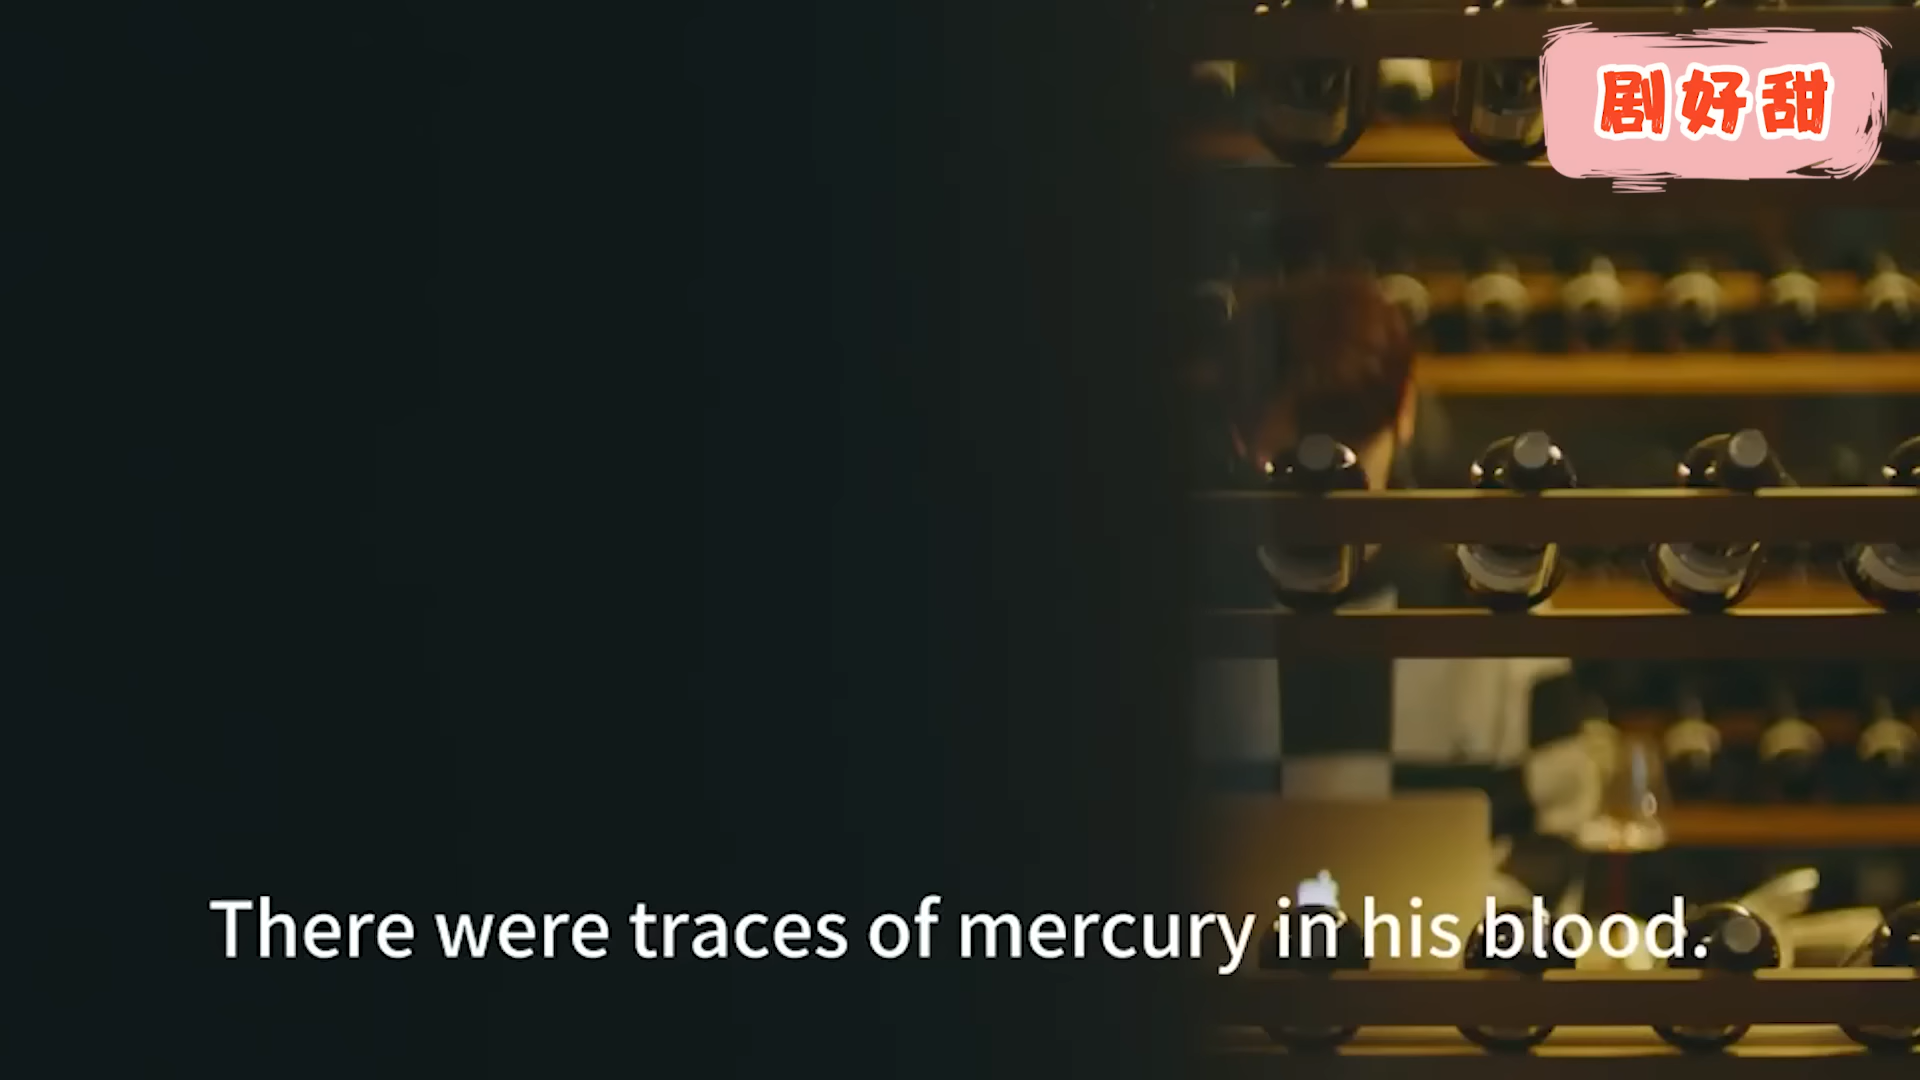 剧好甜
There were traces of mercury in his blood.